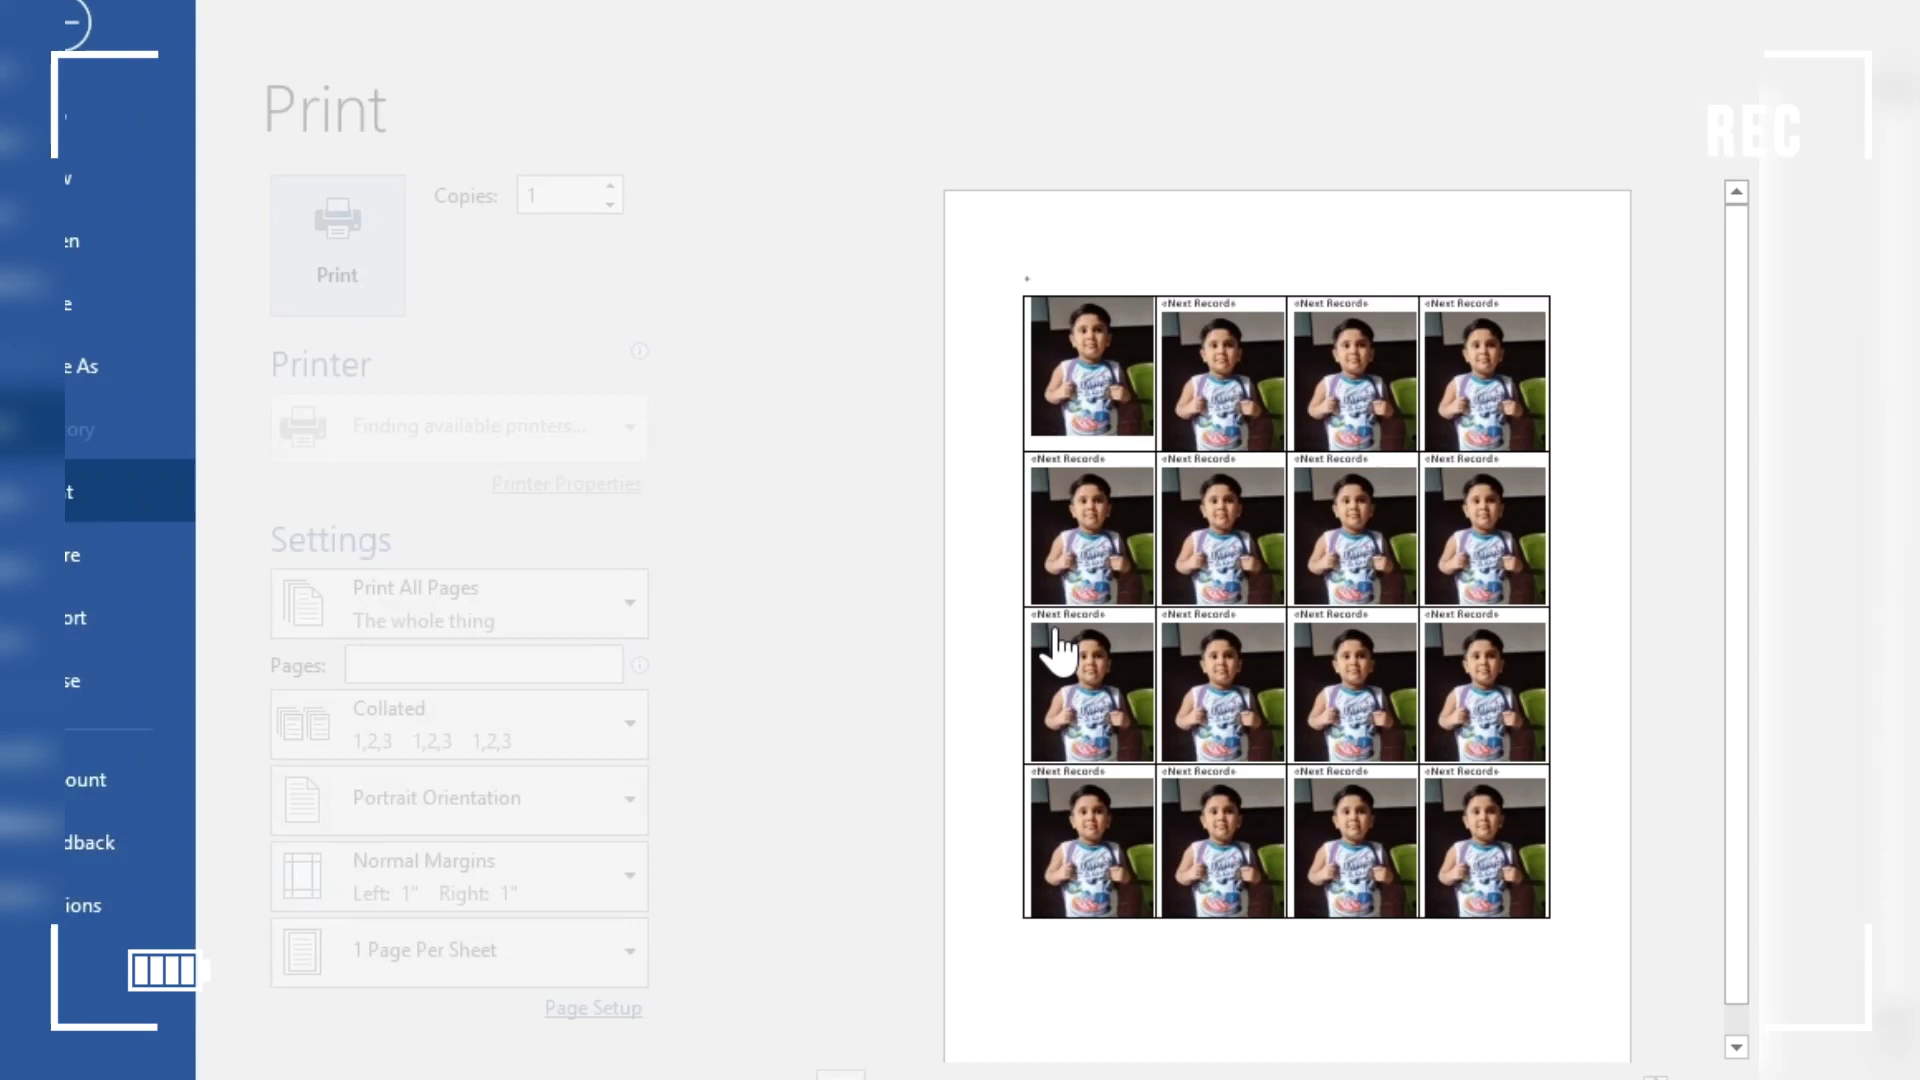 REC
Print
Copies: 1
Print
Printer
Finding available printers...
Printer Properties
Settings
Print All Pages
The whole thing
Pages:
Collated
1,2,3 1,2,3 1,2,3
Portrait Orientation
Normal Margins
Left: 1" Right: 1"
1 Page Per Sheet
Page Setup
w
en
e
e As
ory
t
re
ort
se
ount
dback
ions
«Next Record» «Next Record» «Next Record»
«Next Record» «Next Record» «Next Record» «Next Record»
«Next Record» «Next Record» «Next Record» «Next Record»
«Next Record» «Next Record» «Next Record» «Next Record»